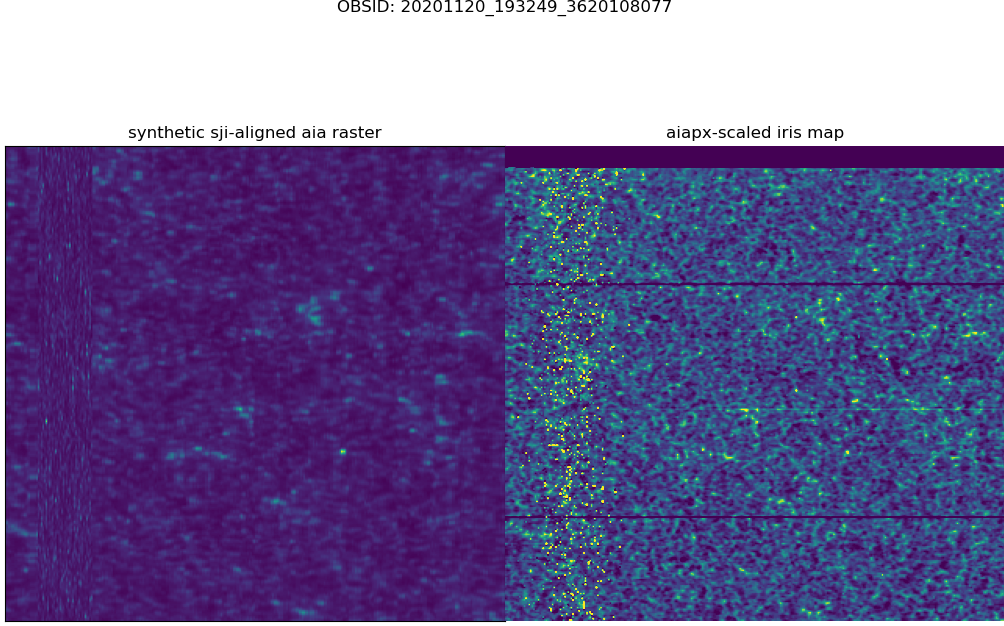 OBSID: 20201120_193249_3620108077
synthetic sji-aligned aia raster
aiapx-scaled iris map